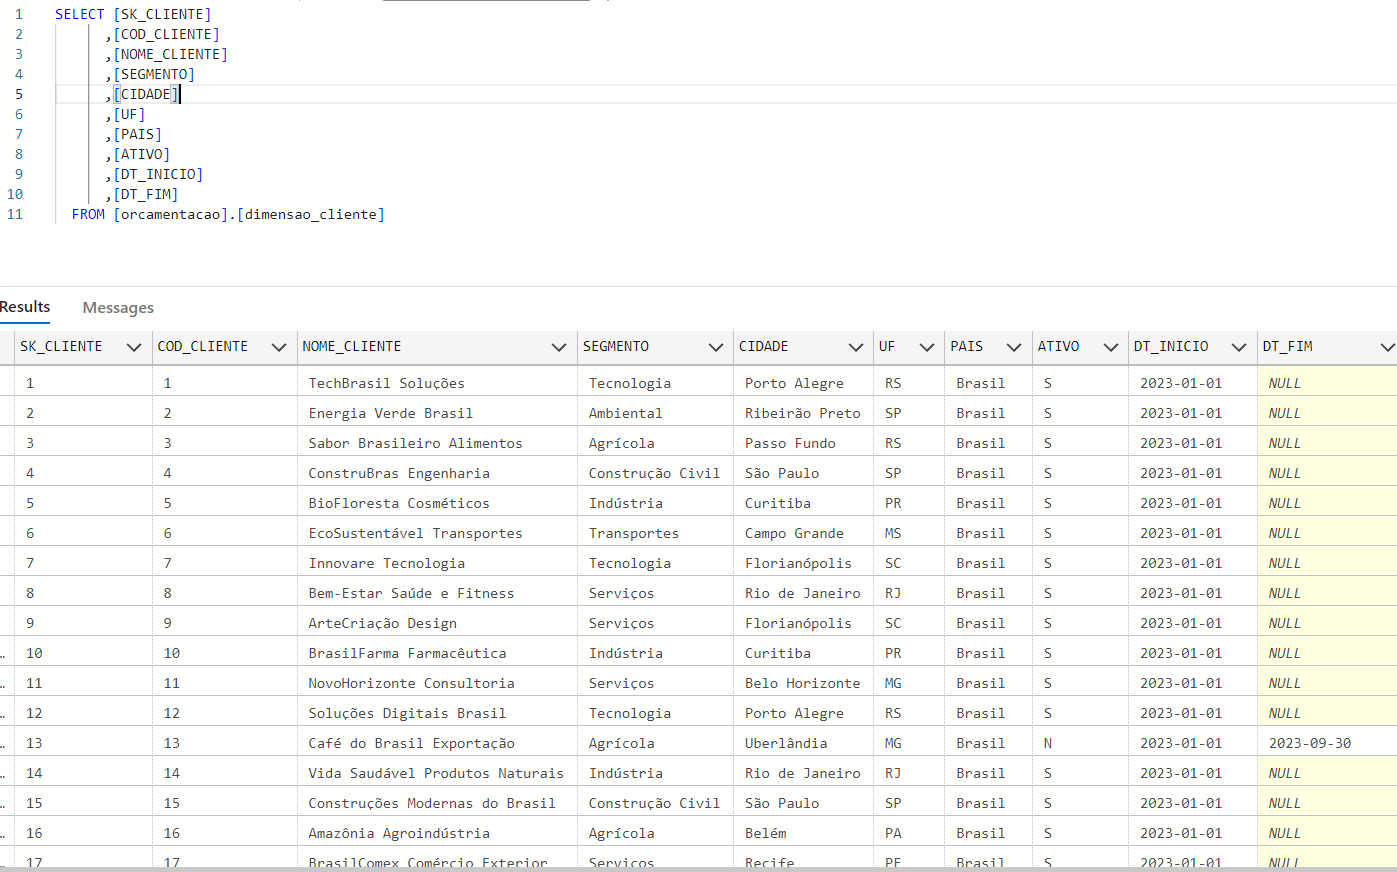 1 SELECT [SK_CLIENTE]
2 ,[COD_CLIENTE]
3 ,[NOME_CLIENTE]
4 ,[SEGMENTO]
5 ,[CIDADE]
6 ,[UF]
7 ,[PAIS]
8 ,[ATIVO]
9 ,[DT_INICIO]
10 ,[DT_FIM]
11 FROM [orcamentacao].[dimensao_cliente]
Results Messages
SK_CLIENTE COD_CLIENTE NOME_CLIENTE SEGMENTO CIDADE UF PAIS ATIVO DT_INICIO DT_FIM
1 1 TechBrasil Soluções Tecnologia Porto Alegre RS Brasil S 2023-01-01 NULL
2 2 Energia Verde Brasil Ambiental Ribeirão Preto SP Brasil S 2023-01-01 NULL
3 3 Sabor Brasileiro Alimentos Agrícola Passo Fundo RS Brasil S 2023-01-01 NULL
4 4 ConstruBras Engenharia Construção Civil São Paulo SP Brasil S 2023-01-01 NULL
5 5 BioFloresta Cosméticos Indústria Curitiba PR Brasil S 2023-01-01 NULL
6 6 EcoSustentável Transportes Transportes Campo Grande MS Brasil S 2023-01-01 NULL
7 7 Innovare Tecnologia Tecnologia Florianópolis SC Brasil S 2023-01-01 NULL
8 8 Bem-Estar Saúde e Fitness Serviços Rio de Janeiro RJ Brasil S 2023-01-01 NULL
9 9 ArteCriação Design Serviços Florianópolis SC Brasil S 2023-01-01 NULL
10 10 BrasilFarma Farmacêutica Indústria Curitiba PR Brasil S 2023-01-01 NULL
11 11 NovoHorizonte Consultoria Serviços Belo Horizonte MG Brasil S 2023-01-01 NULL
12 12 Soluções Digitais Brasil Tecnologia Porto Alegre RS Brasil S 2023-01-01 NULL
13 13 Café do Brasil Exportação Agrícola Uberlândia MG Brasil N 2023-01-01 2023-09-30
14 14 Vida Saudável Produtos Naturais Indústria Rio de Janeiro RJ Brasil S 2023-01-01 NULL
15 15 Construções Modernas do Brasil Construção Civil São Paulo SP Brasil S 2023-01-01 NULL
16 16 Amazônia Agroindústria Agrícola Belém PA Brasil S 2023-01-01 NULL
17 17 BrasilComex Comércio Exterior Serviços Recife PE Brasil S 2023-01-01 NULL